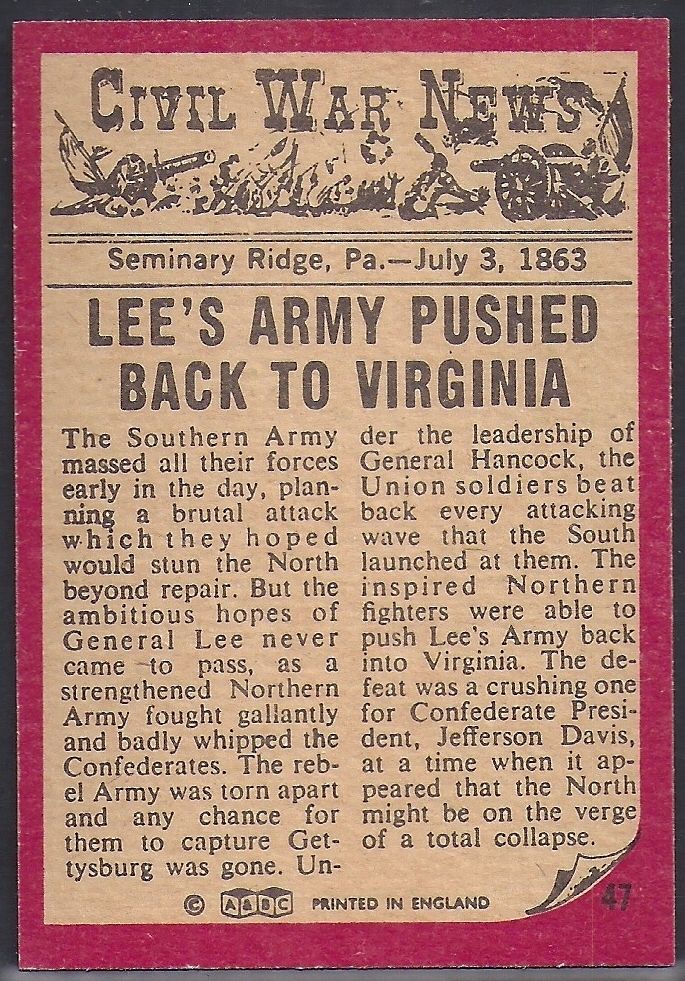 CIVIL WAR NEWS
Seminary Ridge, Pa.—July 3, 1863
LEE'S ARMY PUSHED
BACK TO VIRGINIA
The Southern Army
massed all their forces
early in the day, plan-
ning a brutal attack
which they hoped
would stun the North
beyond repair. But the
ambitious hopes of
General Lee never
came to pass, as a
strengthened Northern
Army fought gallantly
and badly whipped the
Confederates. The reb-
el Army was torn apart
and any chance for
them to capture Get-
tysburg was gone. Un-
der the leadership of
General Hancock, the
Union soldiers beat
back every attacking
wave that the South
launched at them. The
inspired Northern
fighters were able to
push Lee's Army back
into Virginia. The de-
feat was a crushing one
for Confederate Presi-
dent, Jefferson Davis,
at a time when it ap-
peared that the North
might be on the verge
of a total collapse.
© A&BC PRINTED IN ENGLAND
47